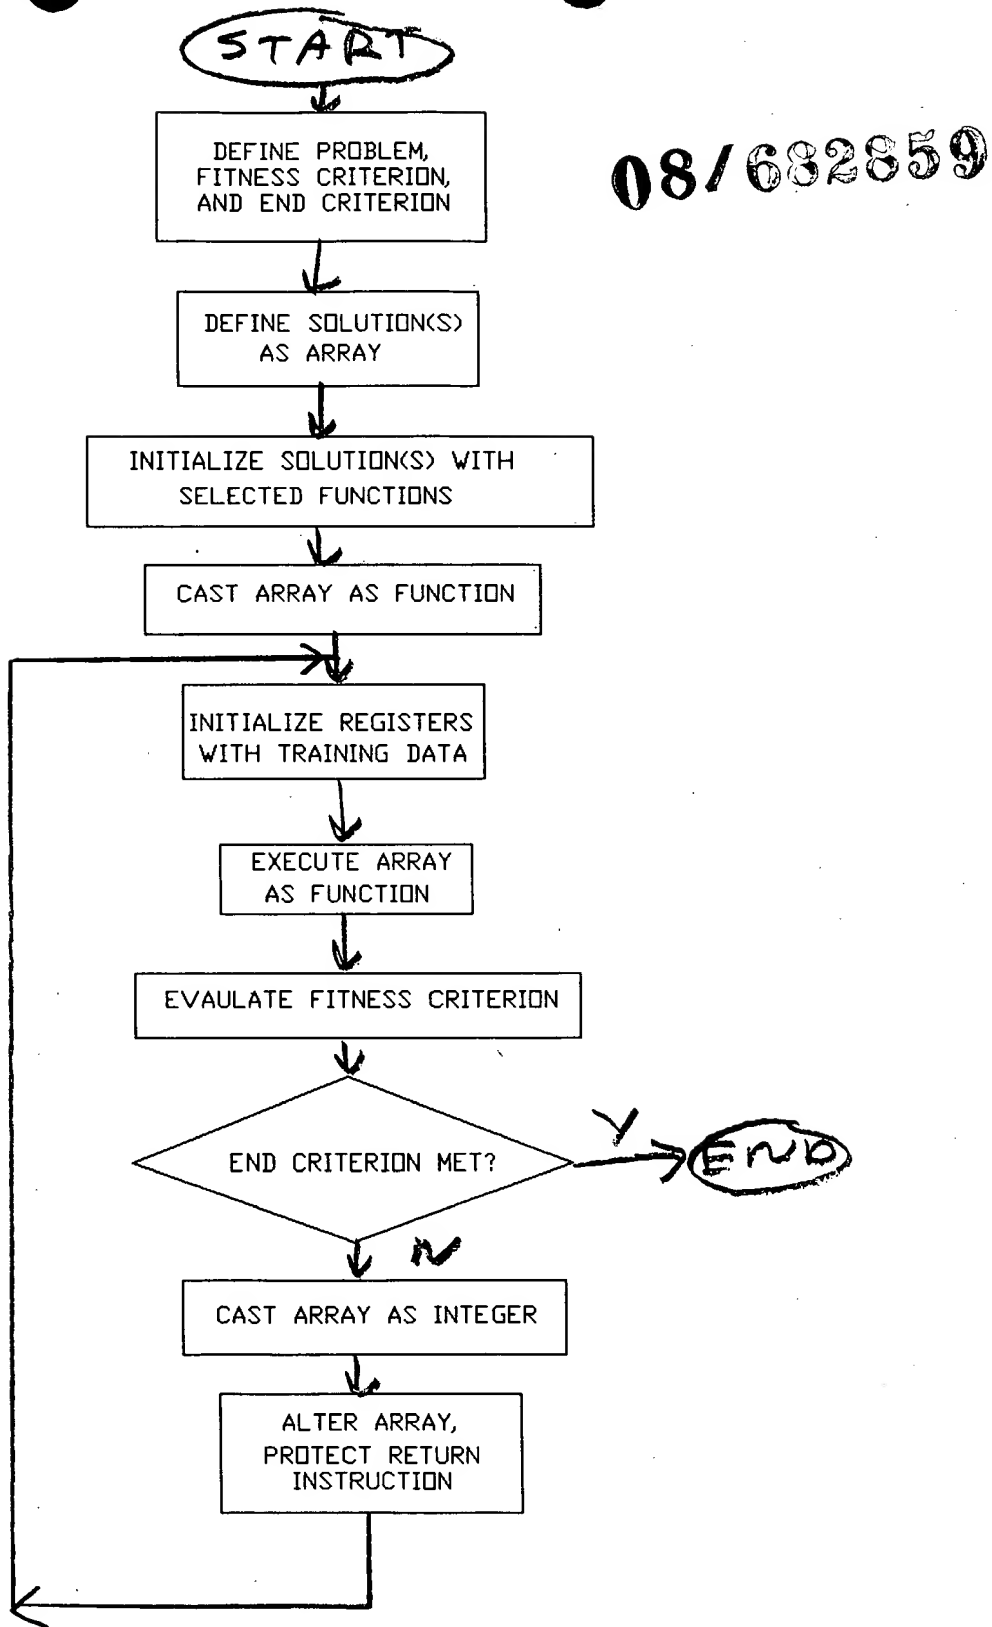 START
DEFINE PROBLEM,
FITNESS CRITERION,
AND END CRITERION
08/682859
DEFINE SOLUTION(S)
AS ARRAY
INITIALIZE SOLUTION(S) WITH
SELECTED FUNCTIONS
CAST ARRAY AS FUNCTION
INITIALIZE REGISTERS
WITH TRAINING DATA
EXECUTE ARRAY
AS FUNCTION
EVAULATE FITNESS CRITERION
END CRITERION MET?
Y
END
N
CAST ARRAY AS INTEGER
ALTER ARRAY,
PROTECT RETURN
INSTRUCTION